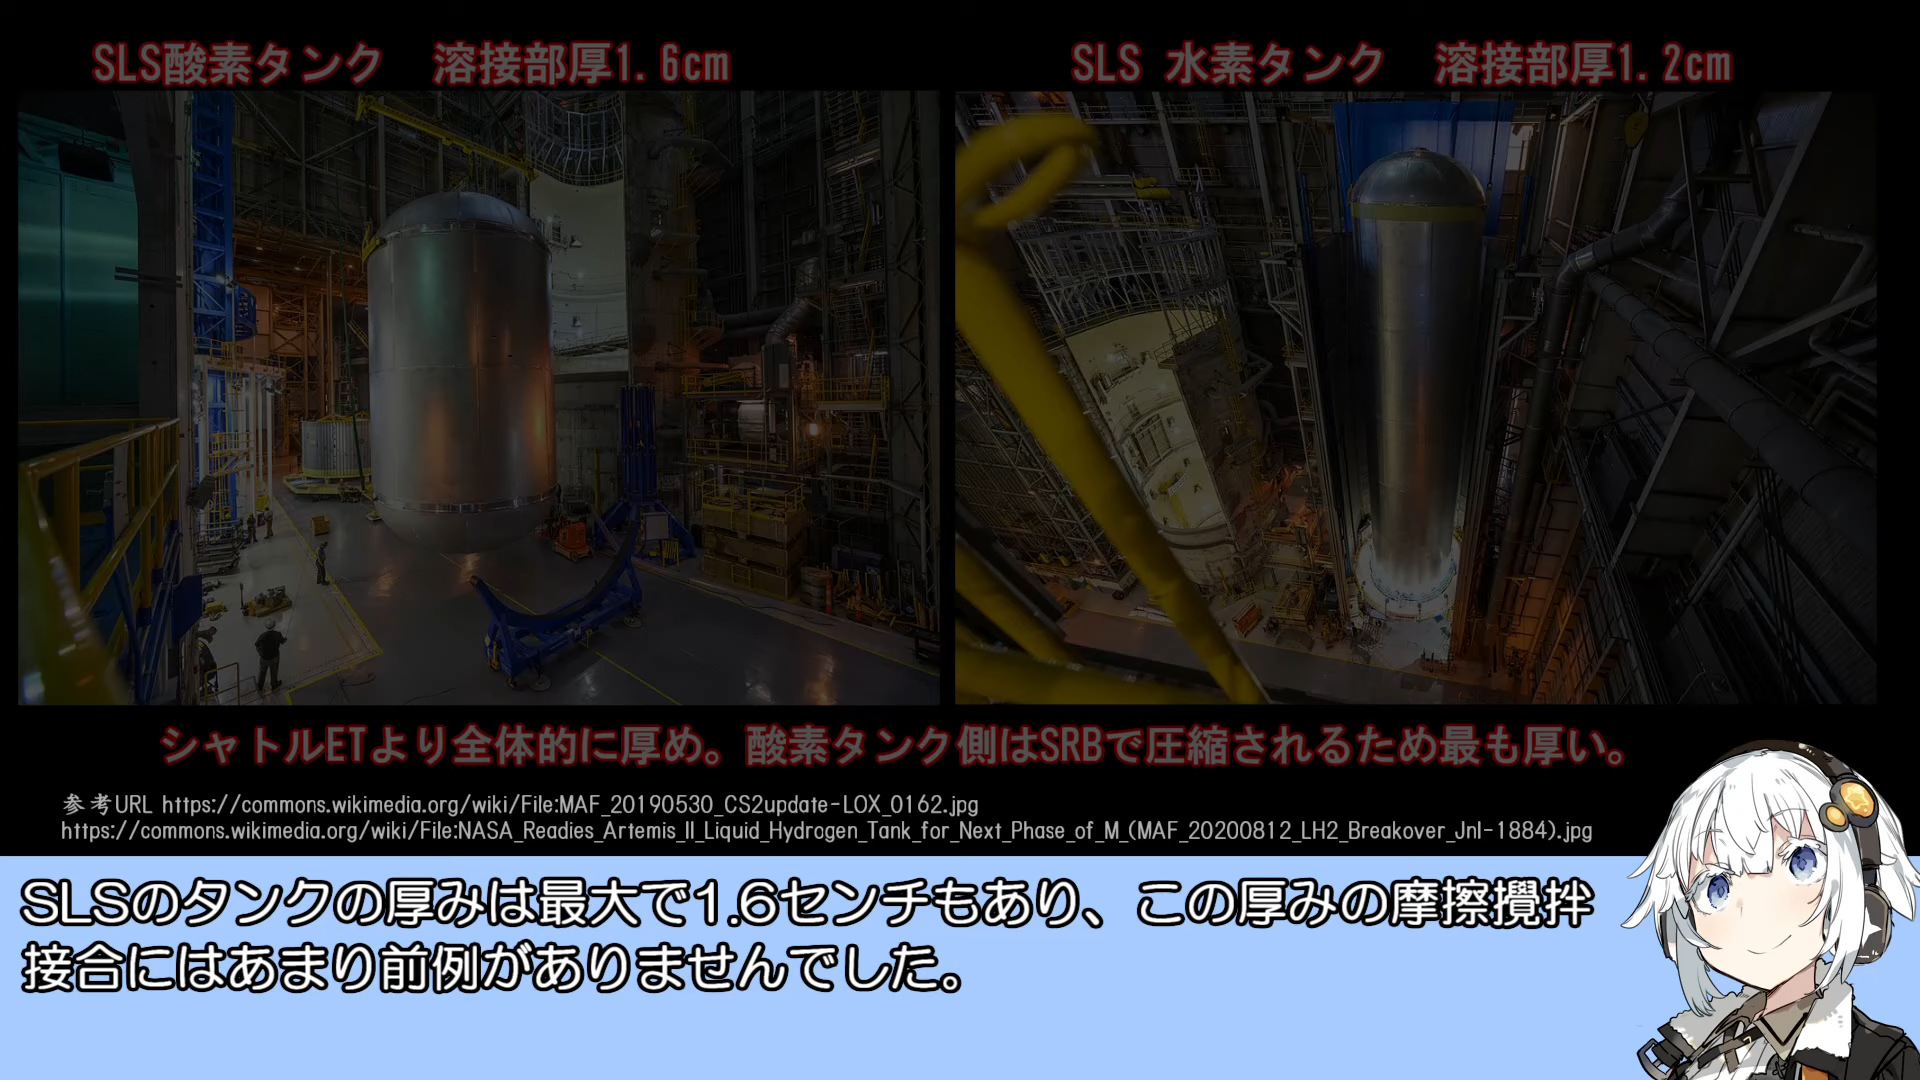 SLS酸素タンク　溶接部厚1.6cm
SLS 水素タンク　溶接部厚1.2cm
シャトルETより全体的に厚め。酸素タンク側はSRBで圧縮されるため最も厚い。
参考URL https://commons.wikimedia.org/wiki/File:MAF_20190530_CS2update-LOX_0162.jpg
https://commons.wikimedia.org/wiki/File:NASA_Readies_Artemis_II_Liquid_Hydrogen_Tank_for_Next_Phase_of_M_(MAF_20200812_LH2_Breakover_Jnl-1884).jpg
SLSのタンクの厚みは最大で1.6センチもあり、この厚みの摩擦攪拌
接合にはあまり前例がありませんでした。